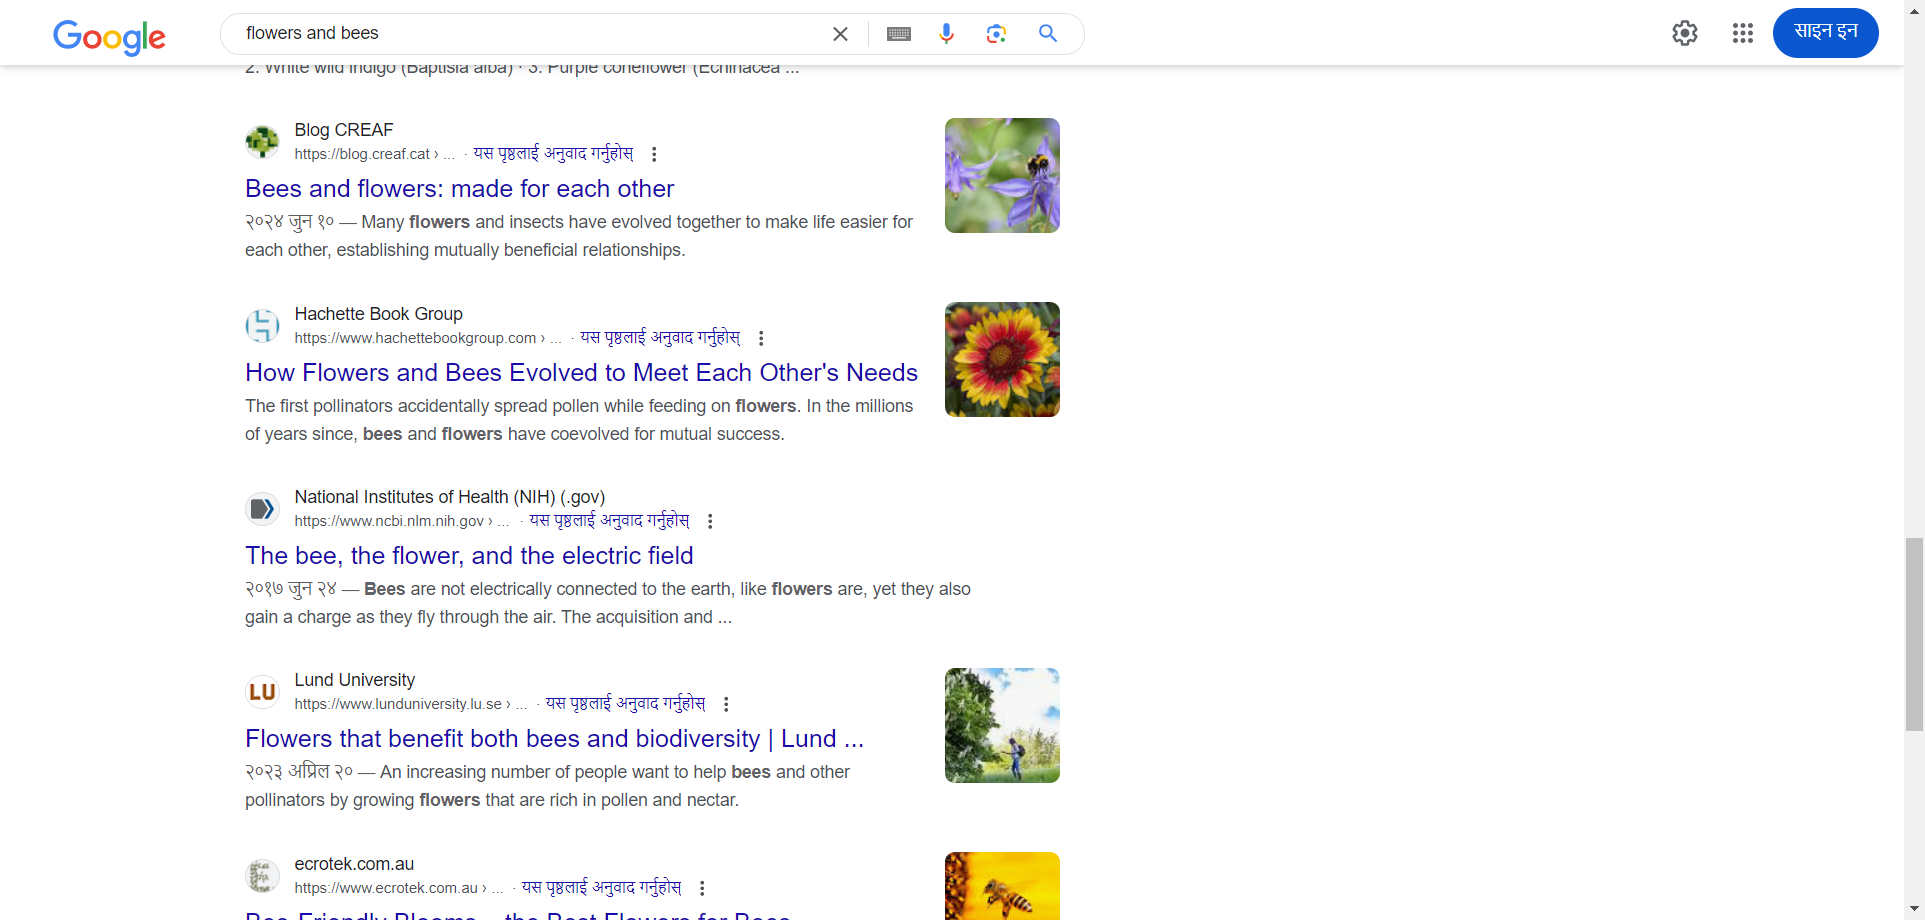 Google
flowers and bees
साइन इन
2. White wild indigo (Baptisia alba) · 3. Purple coneflower (Echinacea ...
Blog CREAF
https://blog.creaf.cat › ... · यस पृष्ठलाई अनुवाद गर्नुहोस्
Bees and flowers: made for each other
२०२४ जुन १० — Many flowers and insects have evolved together to make life easier for
each other, establishing mutually beneficial relationships.
Hachette Book Group
https://www.hachettebookgroup.com › ... · यस पृष्ठलाई अनुवाद गर्नुहोस्
How Flowers and Bees Evolved to Meet Each Other's Needs
The first pollinators accidentally spread pollen while feeding on flowers. In the millions
of years since, bees and flowers have coevolved for mutual success.
National Institutes of Health (NIH) (.gov)
https://www.ncbi.nlm.nih.gov › ... · यस पृष्ठलाई अनुवाद गर्नुहोस्
The bee, the flower, and the electric field
२०१७ जुन २४ — Bees are not electrically connected to the earth, like flowers are, yet they also
gain a charge as they fly through the air. The acquisition and ...
LU
Lund University
https://www.lunduniversity.lu.se › ... · यस पृष्ठलाई अनुवाद गर्नुहोस्
Flowers that benefit both bees and biodiversity | Lund ...
२०२३ अप्रिल २० — An increasing number of people want to help bees and other
pollinators by growing flowers that are rich in pollen and nectar.
ecrotek.com.au
https://www.ecrotek.com.au › ... · यस पृष्ठलाई अनुवाद गर्नुहोस्
Bee-Friendly Blooms – the Best Flowers for Bees